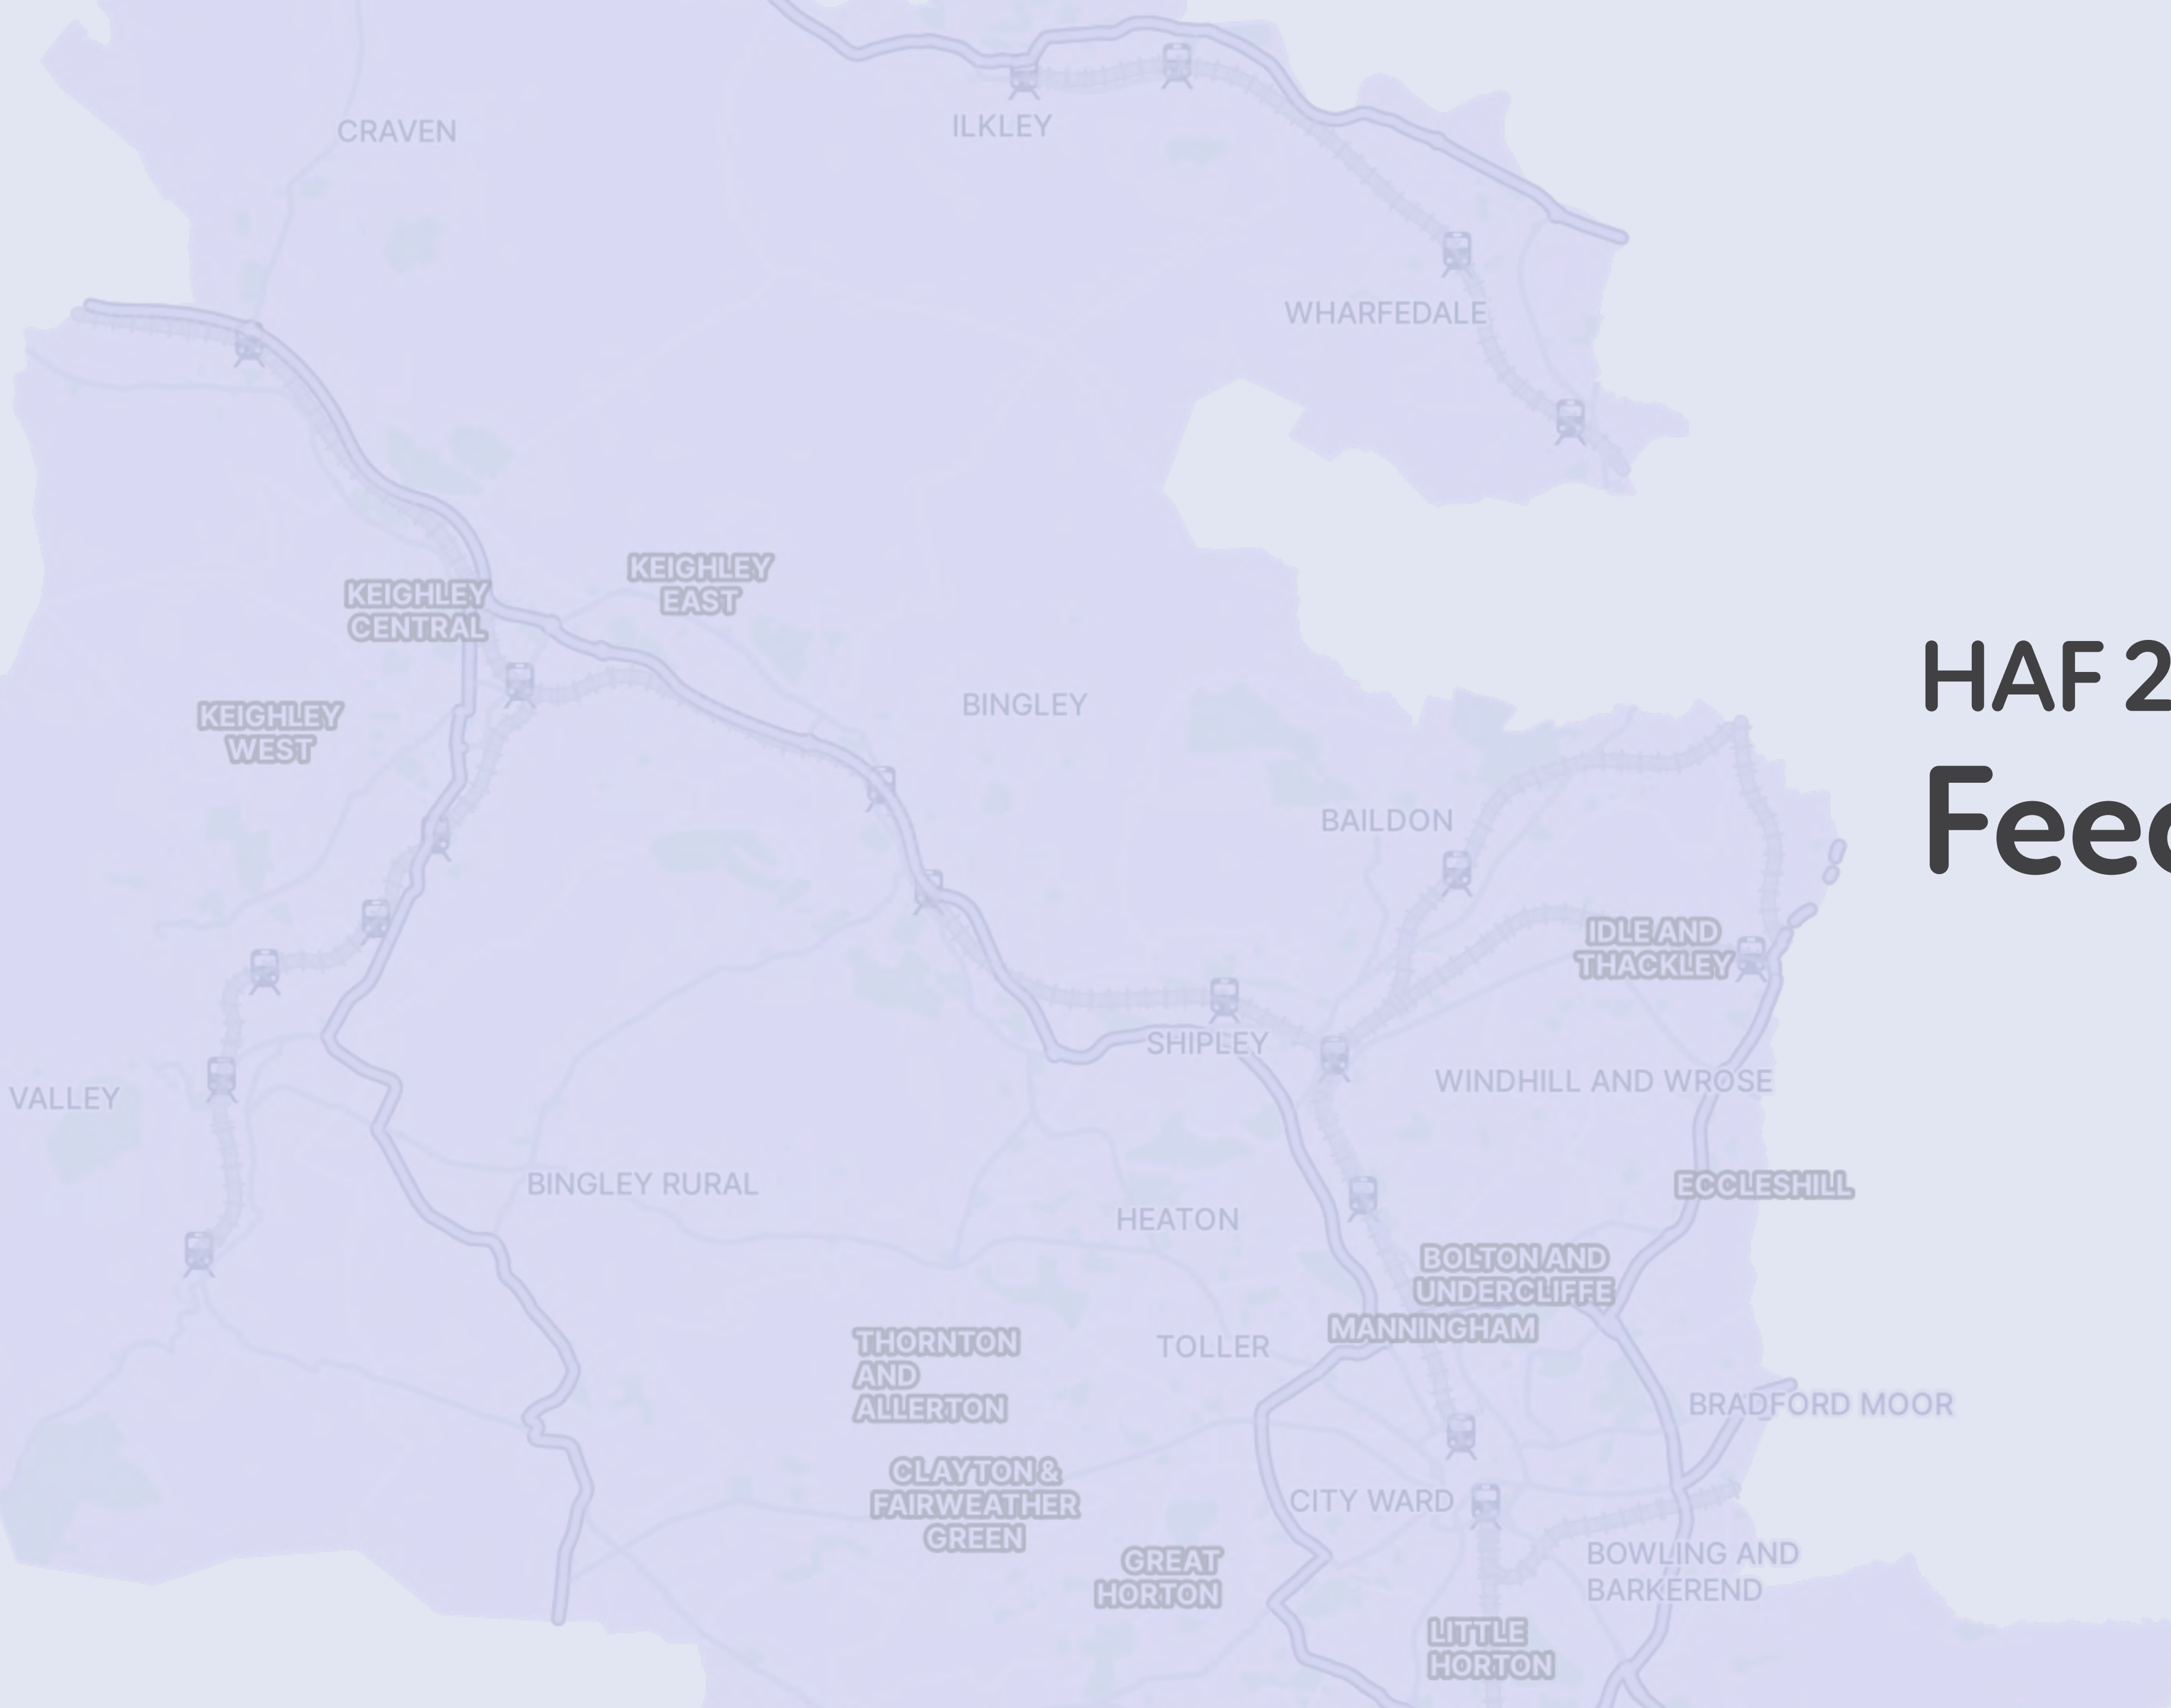 CRAVEN
ILKLEY
WHARFEDALE
KEIGHLEY
EAST
KEIGHLEY
CENTRAL
KEIGHLEY
WEST
BINGLEY
HAF 2
BAILDON
IDLE AND
THACKLEY
SHIPLEY
WINDHILL AND WROSE
VALLEY
BINGLEY RURAL
ECCLESHILL
HEATON
BOLTON AND
UNDERCLIFFE
MANNINGHAM
THORNTON
AND
ALLERTON
TOLLER
BRADFORD MOOR
CLAYTON &
FAIRWEATHER
GREEN
CITY WARD
GREAT
HORTON
BOWLING AND
BARKEREND
LITTLE
HORTON